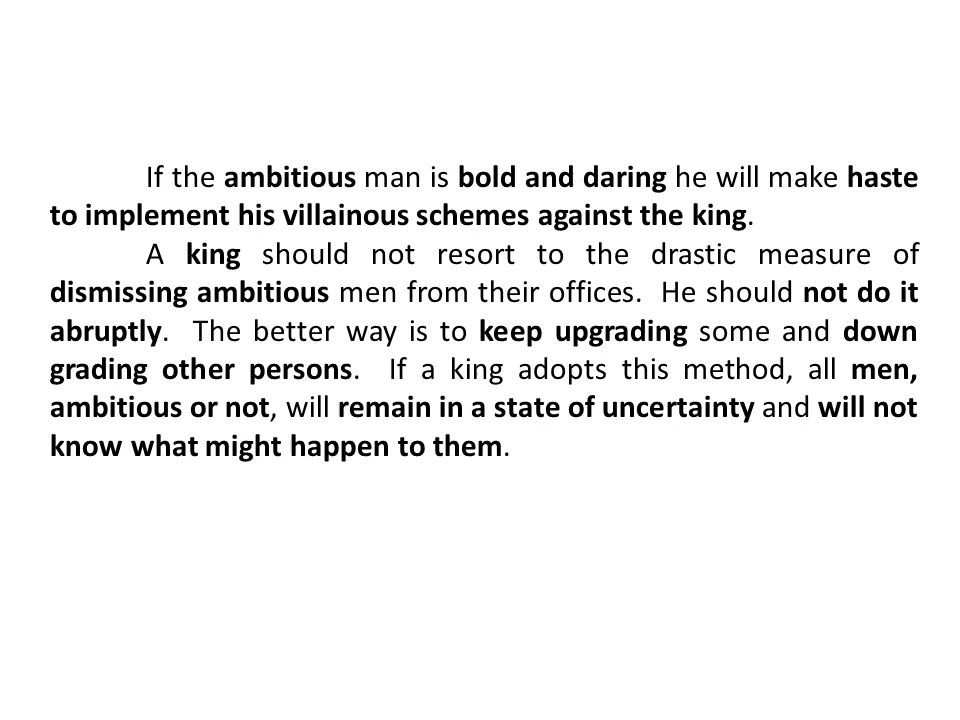 If the ambitious man is bold and daring he will make haste
to implement his villainous schemes against the king.
A king should not resort to the drastic measure of
dismissing ambitious men from their offices.  He should not do it
abruptly.  The better way is to keep upgrading some and down
grading other persons.  If a king adopts this method, all men,
ambitious or not, will remain in a state of uncertainty and will not
know what might happen to them.